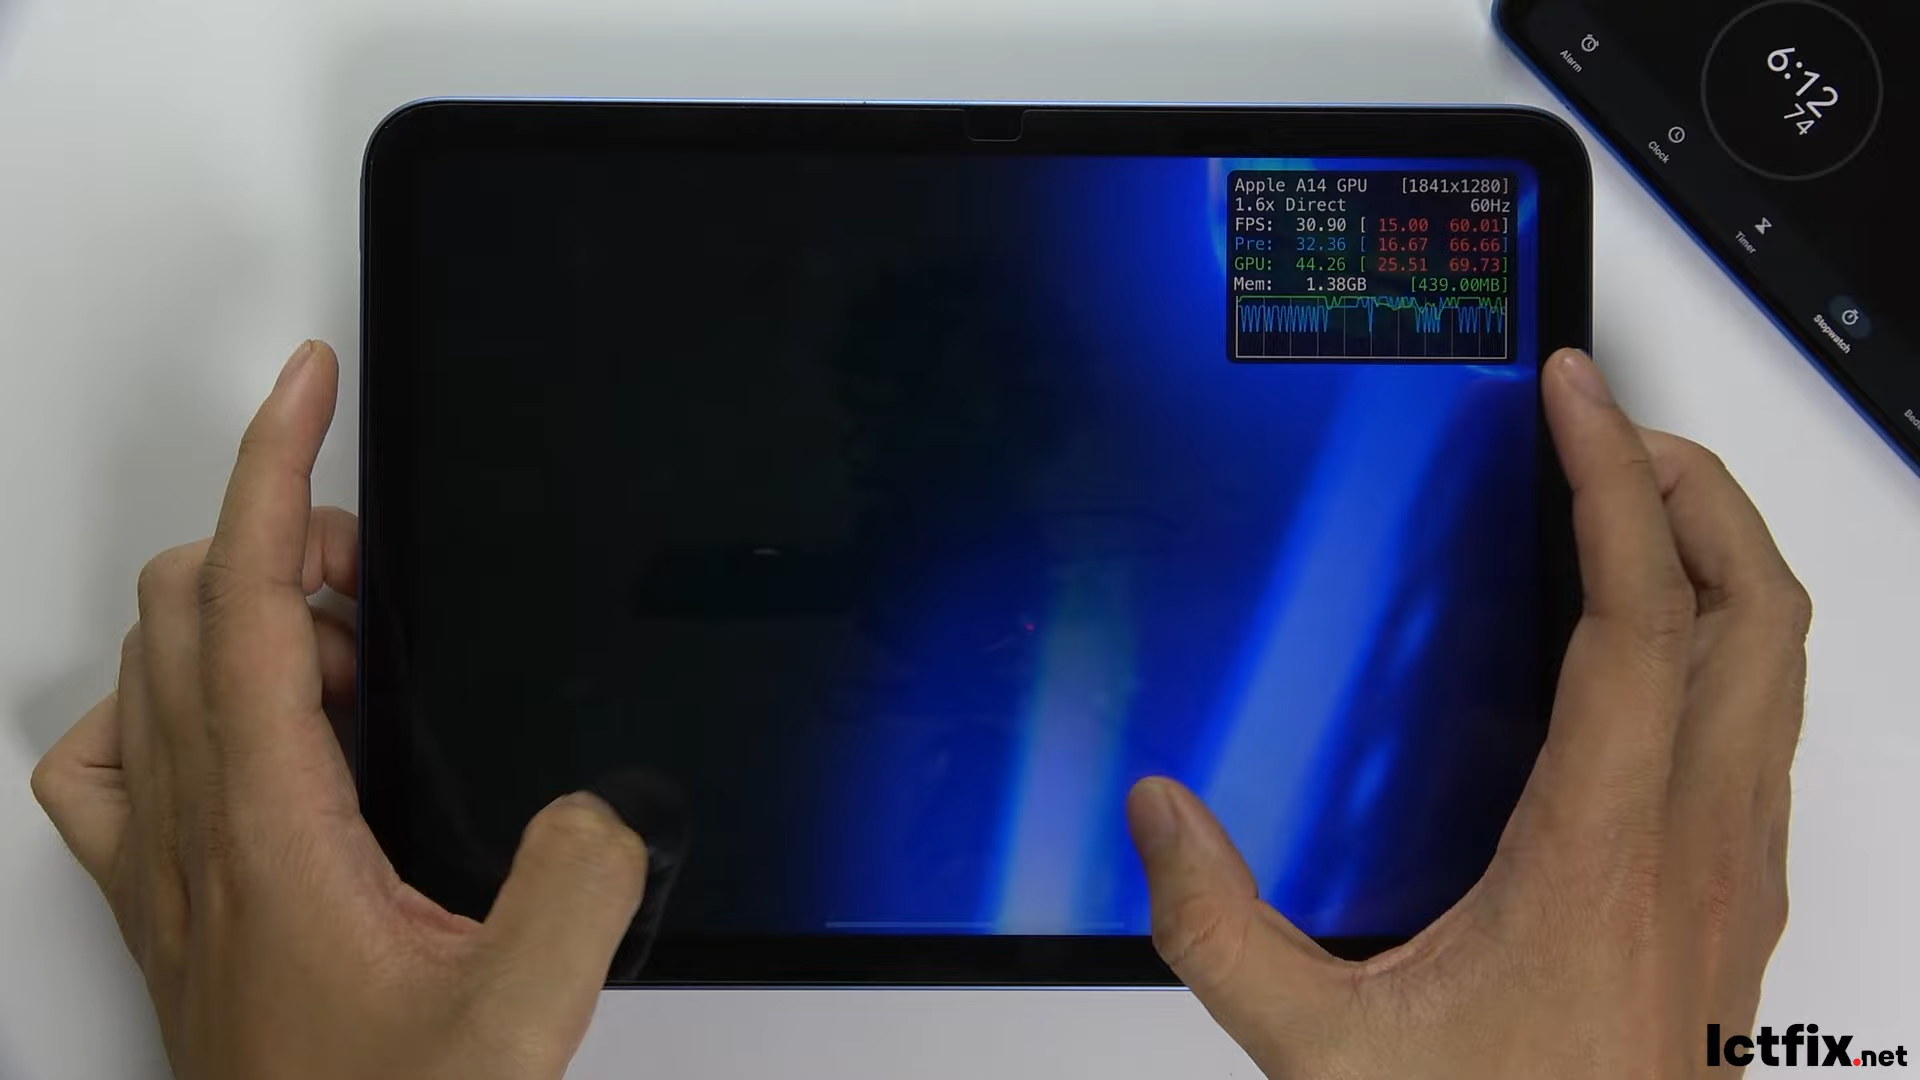 Apple A14 GPU [1841x1280]
1.6x Direct 60Hz
FPS: 30.90 [ 15.00 60.01]
Pre: 32.36 [ 16.67 66.66]
GPU: 44.26 [ 25.51 69.73]
Mem: 1.38GB [439.00MB]
6:12
74
Alarm
Clock
Timer
Stopwatch
Ictfix.net